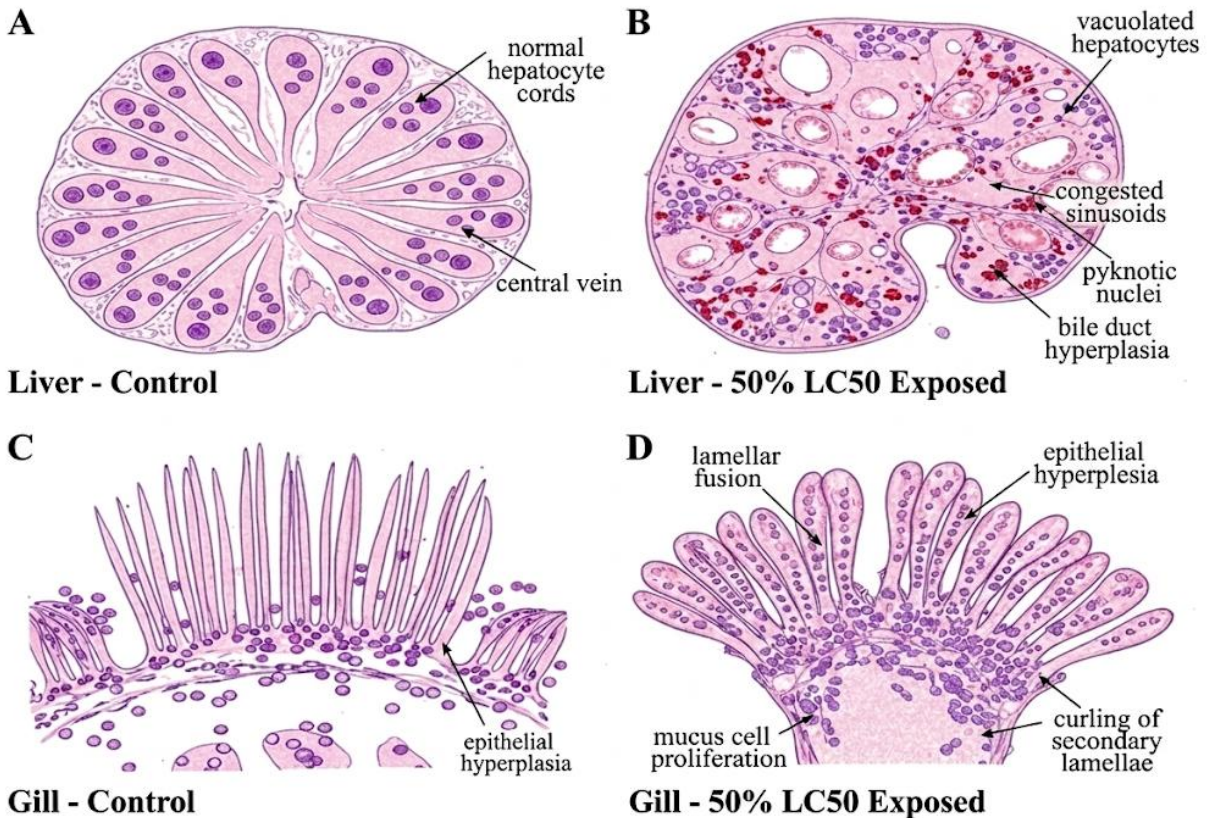 A
normal
hepatocyte
cords
central vein
Liver - Control
B
vacuolated
hepatocytes
congested
sinusoids
pyknotic
nuclei
bile duct
hyperplasia
Liver - 50% LC50 Exposed
C
epithelial
hyperplasia
Gill - Control
D
lamellar
fusion
epithelial
hyperplesia
mucus cell
proliferation
curling of
secondary
lamellae
Gill - 50% LC50 Exposed